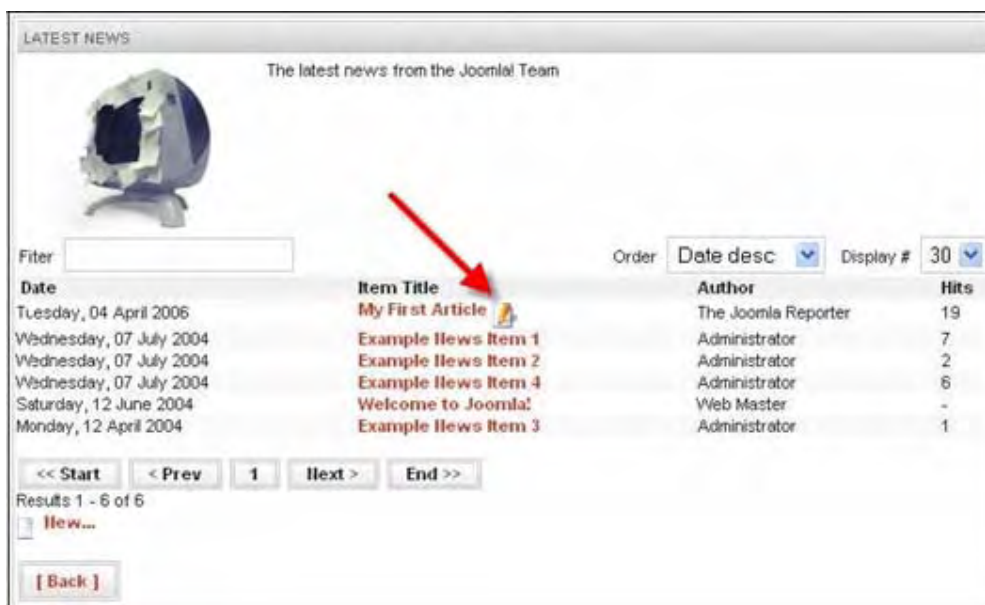 LATEST NEWS
The latest news from the Joomla! Team
Filter Order Date desc Display # 30
Date Item Title Author Hits
Tuesday, 04 April 2006 My First Article The Joomla Reporter 19
Wednesday, 07 July 2004 Example News Item 1 Administrator 7
Wednesday, 07 July 2004 Example News Item 2 Administrator 2
Wednesday, 07 July 2004 Example News Item 4 Administrator 6
Saturday, 12 June 2004 Welcome to Joomla! Web Master -
Monday, 12 April 2004 Example News Item 3 Administrator 1
<< Start < Prev 1 Next > End >>
Results 1 - 6 of 6
New...
[ Back ]